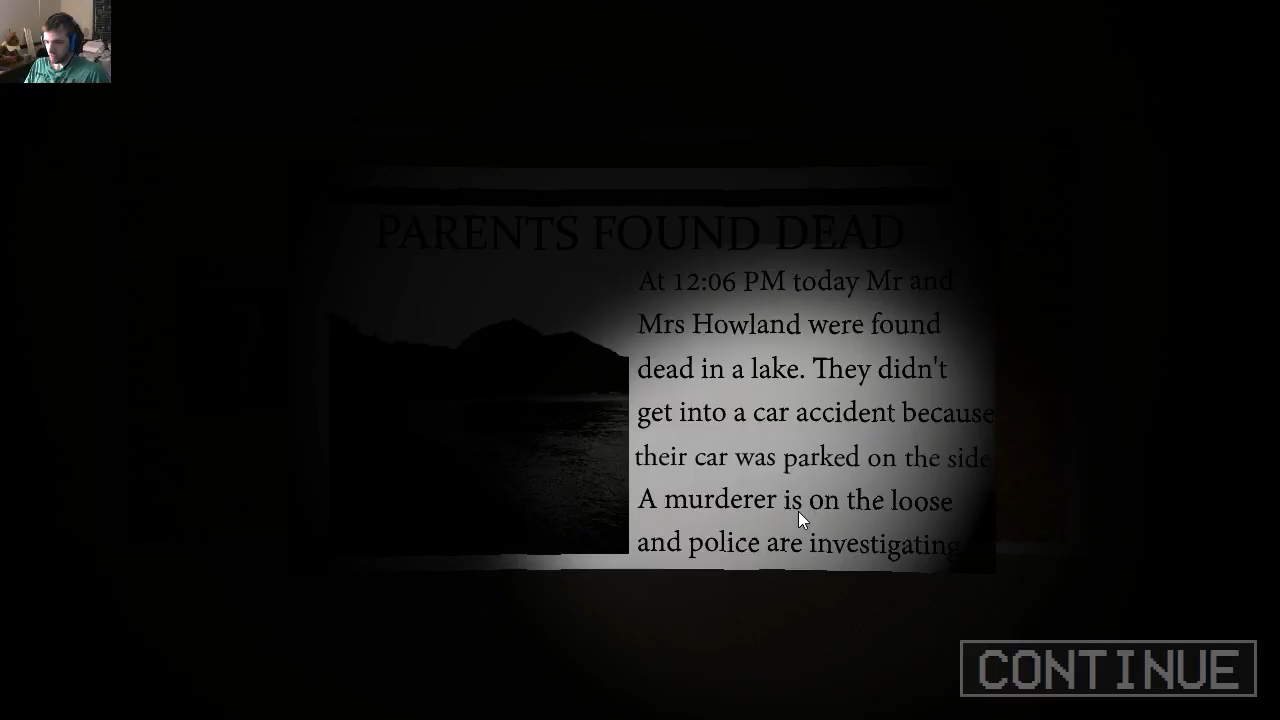 PARENTS FOUND DEAD
At 12:06 PM today Mr and
Mrs Howland were found
dead in a lake. They didn't
get into a car accident because
their car was parked on the side
A murderer is on the loose
and police are investigating
CONTINUE